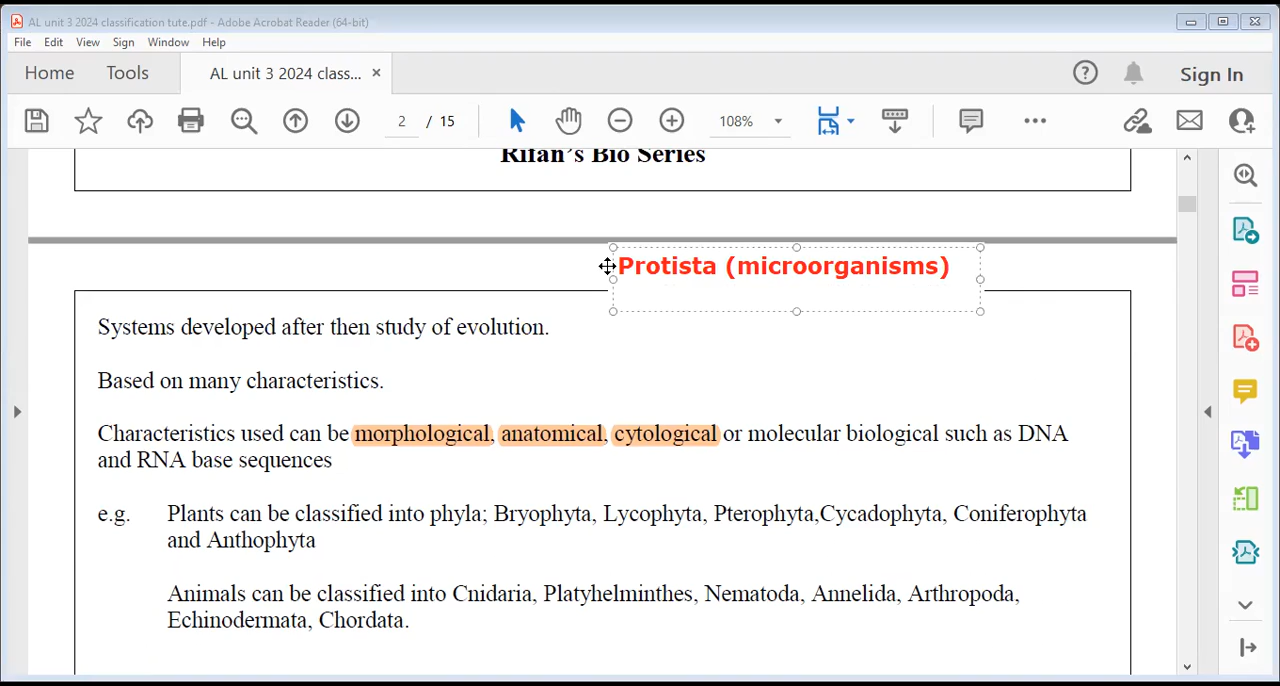 AL unit 3 2024 classification tute.pdf - Adobe Acrobat Reader (64-bit)
File Edit View Sign Window Help
Home Tools AL unit 3 2024 class... × Sign In
2 / 15 108%
Rifan's Bio Series
Protista (microorganisms)
Systems developed after then study of evolution.
Based on many characteristics.
Characteristics used can be morphological, anatomical, cytological or molecular biological such as DNA
and RNA base sequences
e.g. Plants can be classified into phyla; Bryophyta, Lycophyta, Pterophyta,Cycadophyta, Coniferophyta
and Anthophyta
Animals can be classified into Cnidaria, Platyhelminthes, Nematoda, Annelida, Arthropoda,
Echinodermata, Chordata.